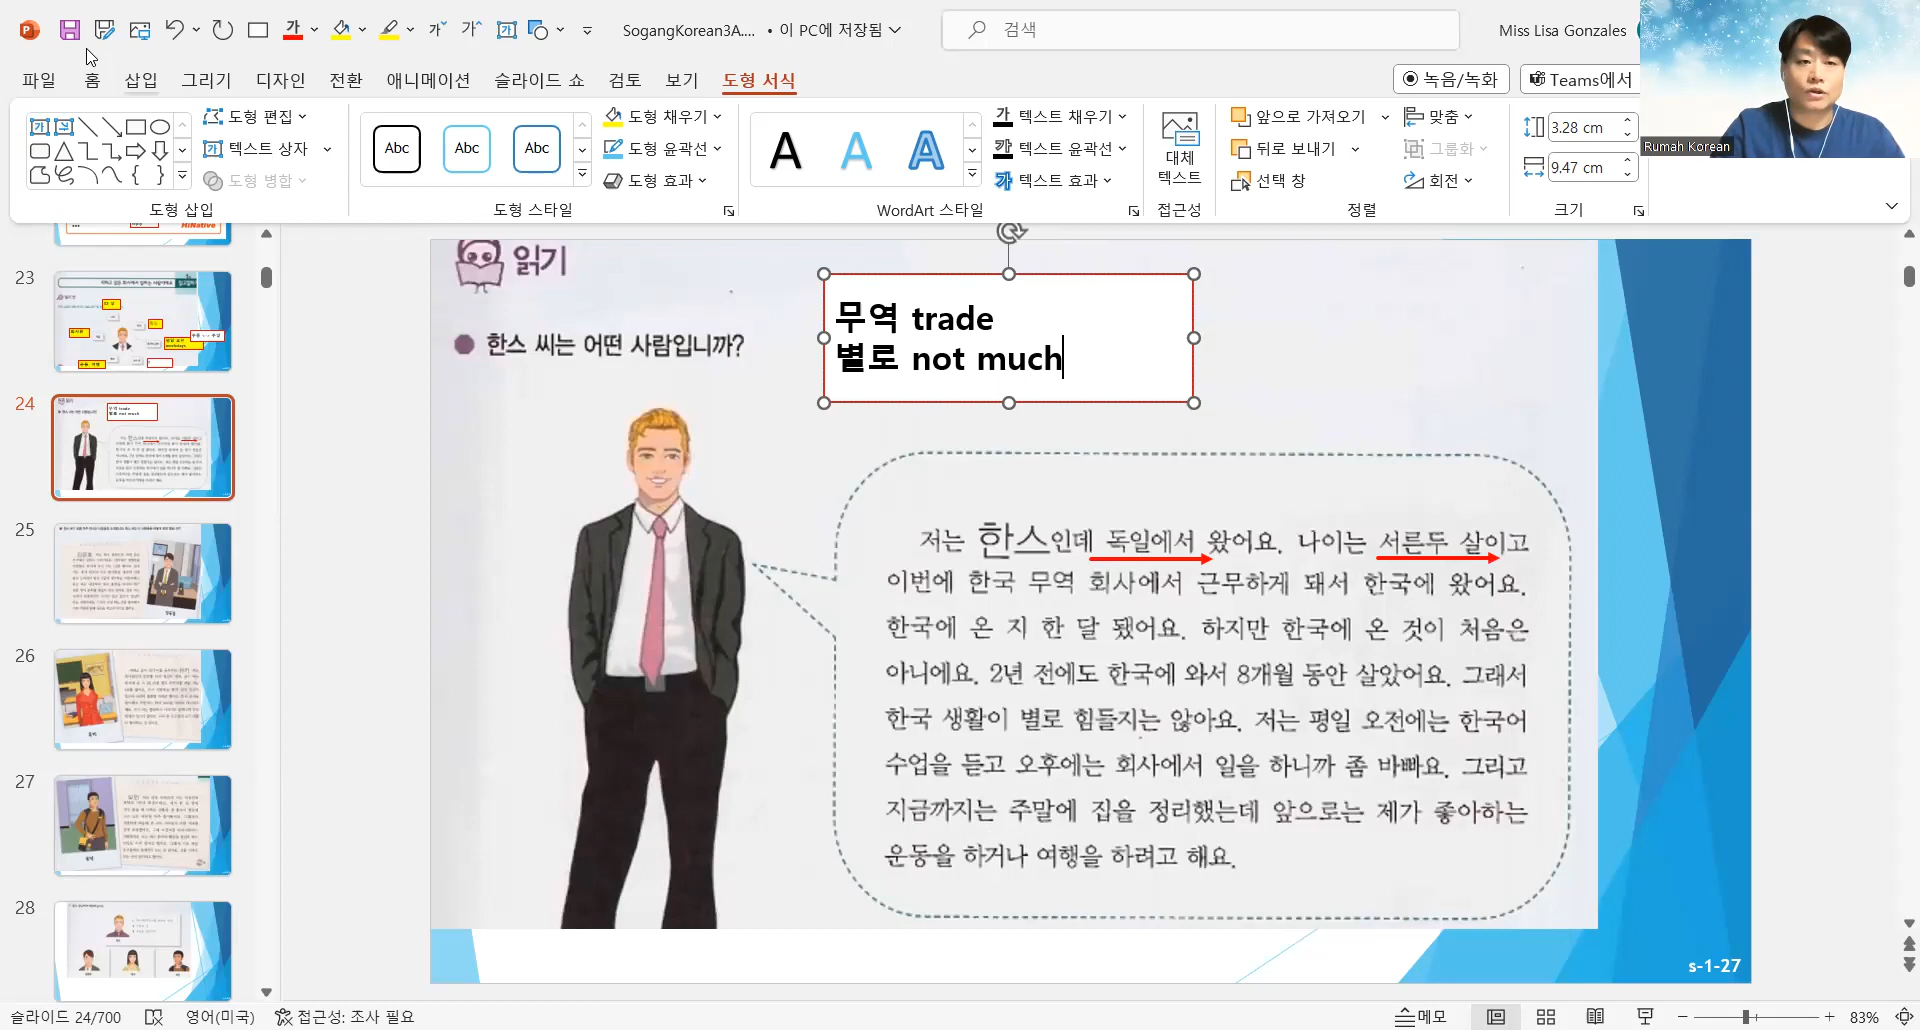 가
가
가
가
SogangKorean3A.... • 이 PC에 저장됨
검색
Miss Lisa Gonzales
파일 홈 삽입 그리기 디자인 전환 애니메이션 슬라이드 쇼 검토 보기 도형 서식
녹음/녹화
Teams에서
Rumah Korean
도형 편집
텍스트 상자
도형 병합
도형 삽입
Abc Abc Abc
도형 채우기
도형 윤곽선
도형 효과
도형 스타일
A A A
텍스트 채우기
텍스트 윤곽선
텍스트 효과
WordArt 스타일
대체
텍스트
접근성
앞으로 가져오기
뒤로 보내기
선택 창
맞춤
그룹화
회전
정렬
3.28 cm
9.47 cm
크기
HiNative
23
24
25
26
27
28
읽기
한스 씨는 어떤 사람입니까?
무역 trade
별로 not much
저는 한스인데 독일에서 왔어요. 나이는 서른두 살이고
이번에 한국 무역 회사에서 근무하게 돼서 한국에 왔어요.
한국에 온 지 한 달 됐어요. 하지만 한국에 온 것이 처음은
아니에요. 2년 전에도 한국에 와서 8개월 동안 살았어요. 그래서
한국 생활이 별로 힘들지는 않아요. 저는 평일 오전에는 한국어
수업을 듣고 오후에는 회사에서 일을 하니까 좀 바빠요. 그리고
지금까지는 주말에 집을 정리했는데 앞으로는 제가 좋아하는
운동을 하거나 여행을 하려고 해요.
s-1-27
슬라이드 24/700
영어(미국)
접근성: 조사 필요
메모
83%